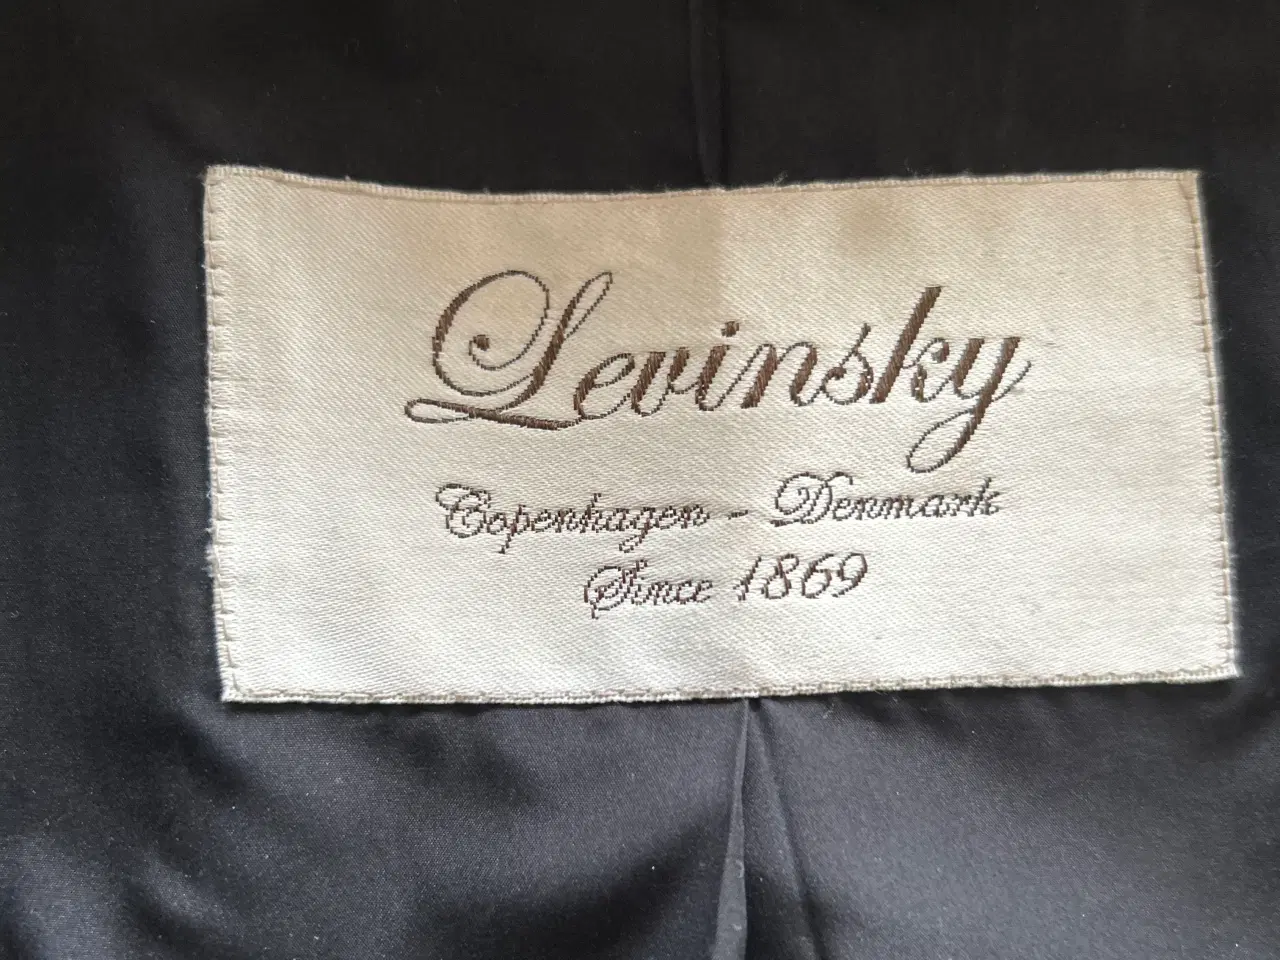 Levinsky
Copenhagen - Denmark
Since 1869